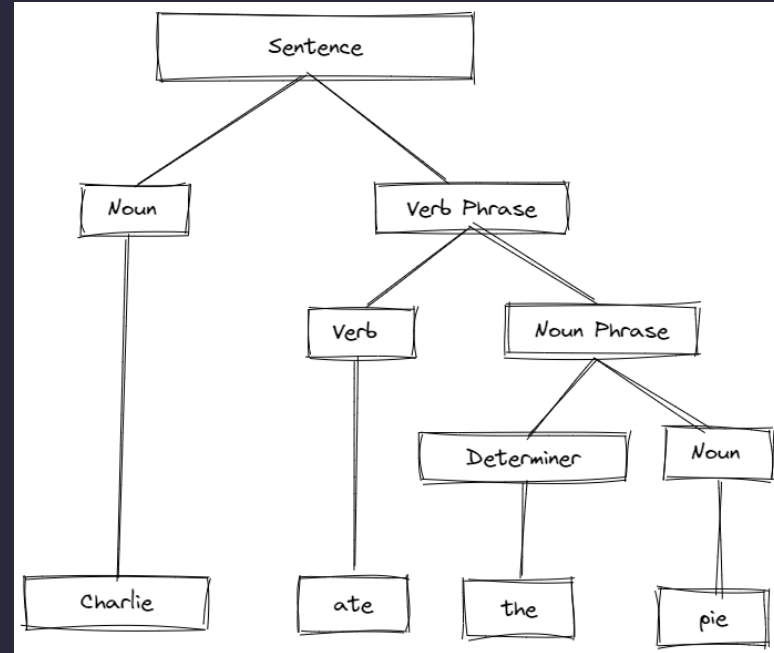 Sentence
Noun
Verb Phrase
Verb
Noun Phrase
Determiner
Noun
Charlie
ate
the
pie